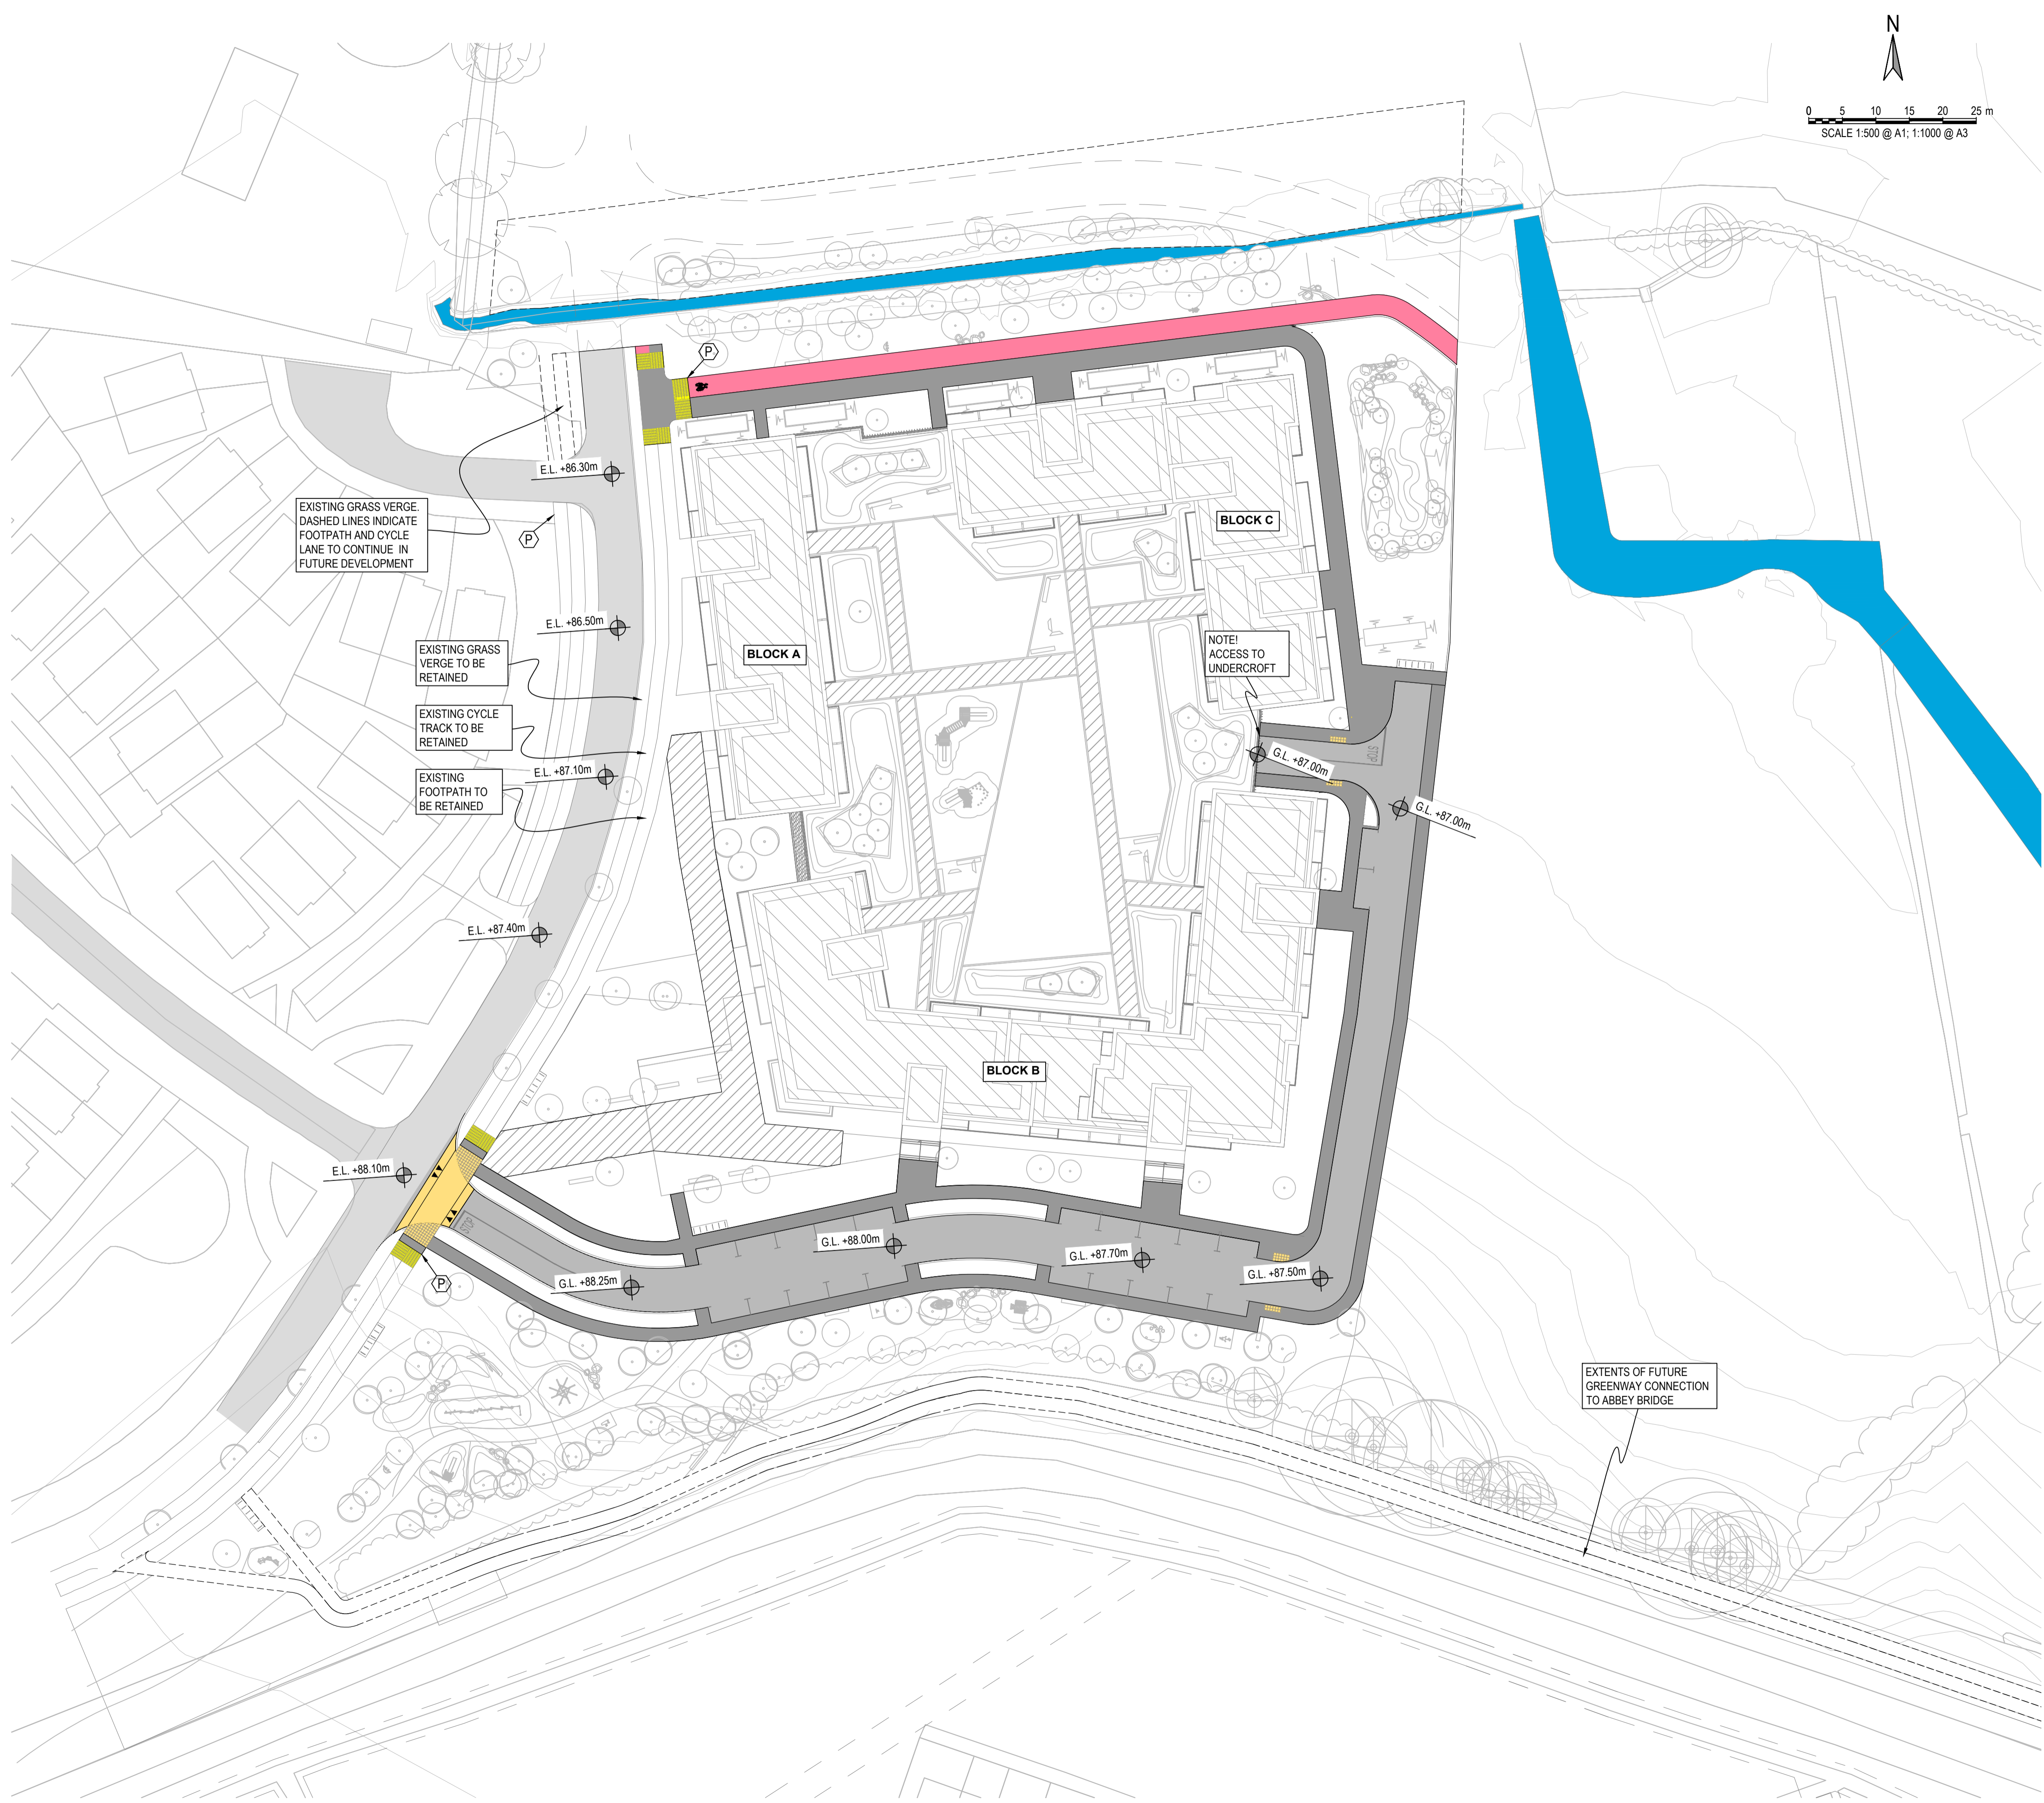 N
0 5 10 15 20 25 m
SCALE 1:500 @ A1; 1:1000 @ A3
P
E.L. +86.30m
EXISTING GRASS VERGE.
DASHED LINES INDICATE
FOOTPATH AND CYCLE
LANE TO CONTINUE IN
FUTURE DEVELOPMENT
P
BLOCK C
E.L. +86.50m
EXISTING GRASS
VERGE TO BE
RETAINED
BLOCK A
NOTE!
ACCESS TO
UNDERCROFT
EXISTING CYCLE
TRACK TO BE
RETAINED
STOP
G.L. +87.00m
E.L. +87.10m
EXISTING
FOOTPATH TO
BE RETAINED
G.L. +87.00m
E.L. +87.40m
BLOCK B
E.L. +88.10m
STOP
G.L. +88.00m
G.L. +87.70m
G.L. +87.50m
G.L. +88.25m
P
EXTENTS OF FUTURE
GREENWAY CONNECTION
TO ABBEY BRIDGE